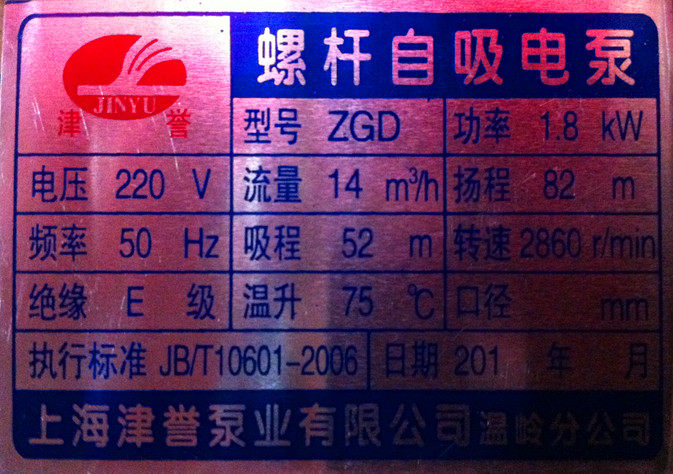 JINYU
津誉
螺杆自吸电泵
型号 ZGD 功率 1.8 kW
电压 220 V 流量 14 m³/h 扬程 82 m
频率 50 Hz 吸程 52 m 转速 2860 r/min
绝缘 E 级 温升 75 ℃ 口径 mm
执行标准 JB/T10601-2006 日期 201 年 月
上海津誉泵业有限公司温岭分公司